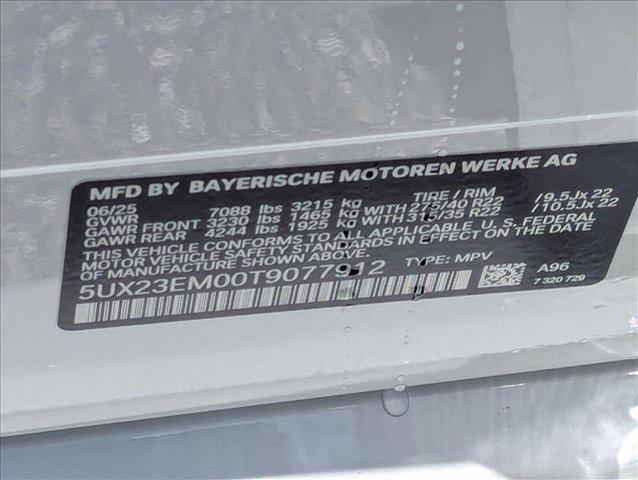 MFD BY BAYERISCHE MOTOREN WERKE AG
06/25 TIRE / RIM
GVWR 7088 lbs 3215 kg
GAWR FRONT 3230 lbs 1465 kg WITH 275/40 R22 /9.5Jx22
GAWR REAR 4244 lbs 1925 kg WITH 315/35 R22 /10.5Jx22
THIS VEHICLE CONFORMS TO ALL APPLICABLE U.S. FEDERAL
MOTOR VEHICLE SAFETY STANDARDS IN EFFECT ON THE DATE
OF MANUFACTURE SHOWN ABOVE.
5UX23EM00T9077912 TYPE: MPV A96
7 320 729